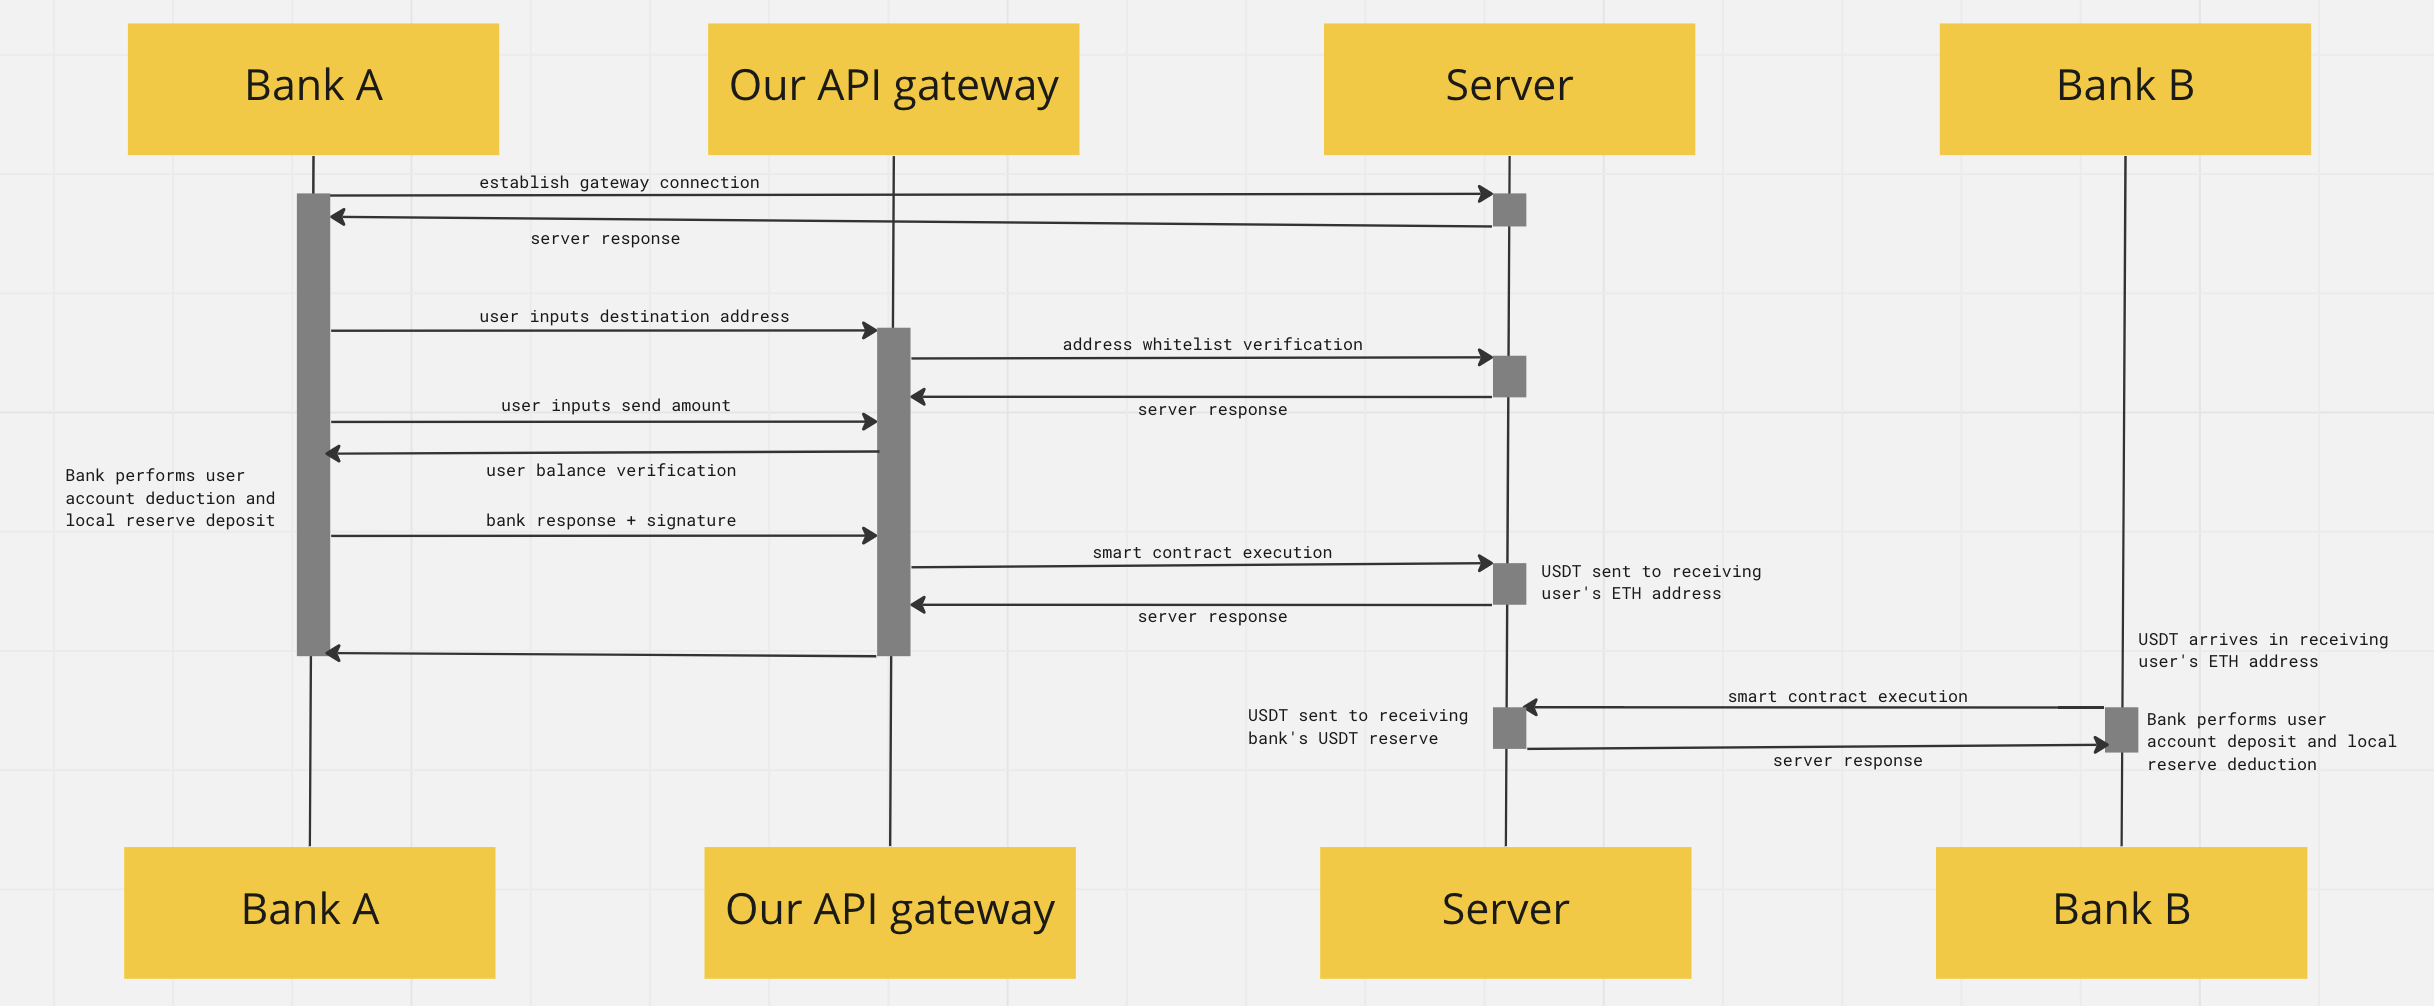 Bank A
Our API gateway
Server
Bank B
establish gateway connection
server response
user inputs destination address
address whitelist verification
user inputs send amount
server response
user balance verification
Bank performs user
account deduction and
local reserve deposit
bank response + signature
smart contract execution
USDT sent to receiving
user's ETH address
server response
USDT arrives in receiving
user's ETH address
smart contract execution
USDT sent to receiving
bank's USDT reserve
Bank performs user
account deposit and local
reserve deduction
server response
Bank A
Our API gateway
Server
Bank B